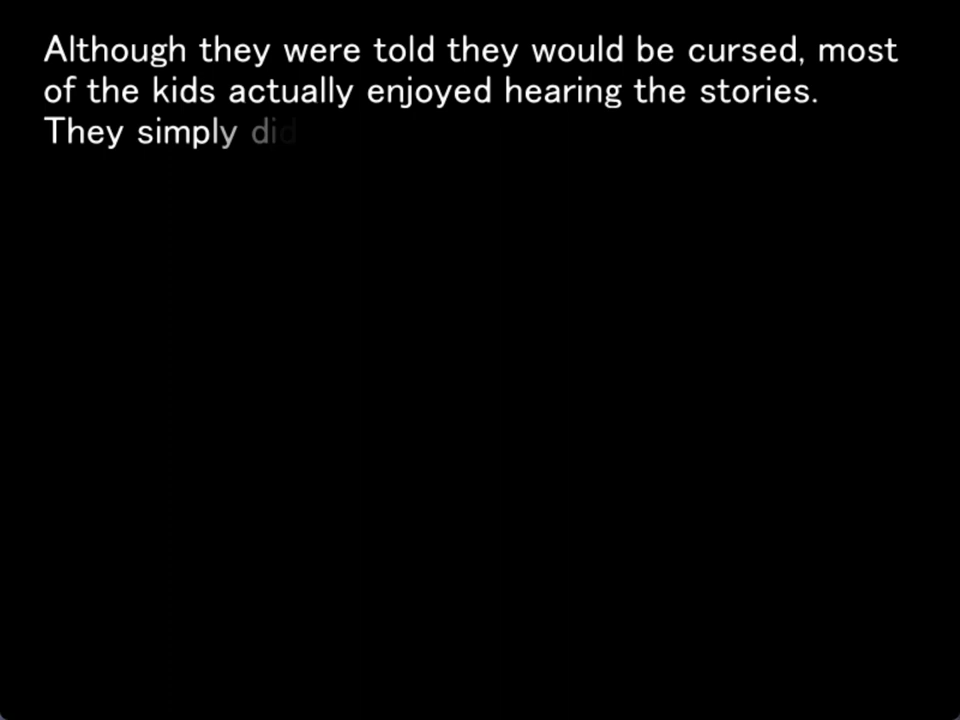 Although they were told they would be cursed, most
of the kids actually enjoyed hearing the stories.
They simply did